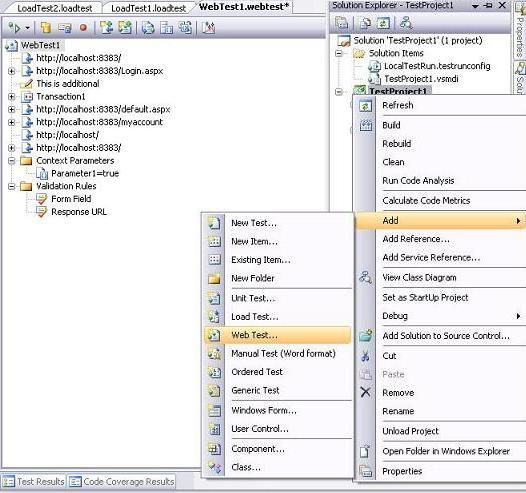 LoadTest2.loadtest LoadTest1.loadtest WebTest1.webtest*
WebTest1
http://localhost:8383/
http://localhost:8383/Login.aspx
This is additional
Transaction1
http://localhost:8383/default.aspx
http://localhost:8383/myaccount
http://localhost/
http://localhost:8383/
Context Parameters
Parameter1=true
Validation Rules
Form Field
Response URL
Solution Explorer - TestProject1
Solution 'TestProject1' (1 project)
Solution Items
LocalTestRun.testrunconfig
TestProject1.vsmdi
TestProject1
Refresh
Build
Rebuild
Clean
Run Code Analysis
Calculate Code Metrics
Add
Add Reference...
Add Service Reference...
View Class Diagram
Set as StartUp Project
Debug
Add Solution to Source Control...
Cut
Paste
Remove
Rename
Unload Project
Open Folder in Windows Explorer
Properties
New Test...
New Item...
Existing Item...
New Folder
Unit Test...
Load Test...
Web Test...
Manual Test (Word format)
Ordered Test
Generic Test
Windows Form...
User Control...
Component...
Class...
Properties
Test Results Code Coverage Results